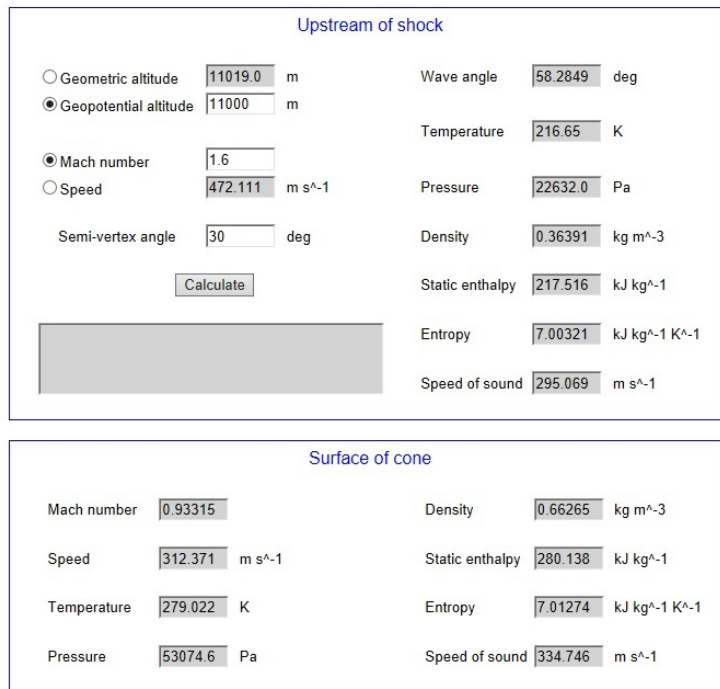 Upstream of shock
Geometric altitude 11019.0 m
Geopotential altitude 11000 m
Mach number 1.6
Speed 472.111 m s^-1
Semi-vertex angle 30 deg
Calculate
Wave angle 58.2849 deg
Temperature 216.65 K
Pressure 22632.0 Pa
Density 0.36391 kg m^-3
Static enthalpy 217.516 kJ kg^-1
Entropy 7.00321 kJ kg^-1 K^-1
Speed of sound 295.069 m s^-1
Surface of cone
Mach number 0.93315
Speed 312.371 m s^-1
Temperature 279.022 K
Pressure 53074.6 Pa
Density 0.66265 kg m^-3
Static enthalpy 280.138 kJ kg^-1
Entropy 7.01274 kJ kg^-1 K^-1
Speed of sound 334.746 m s^-1